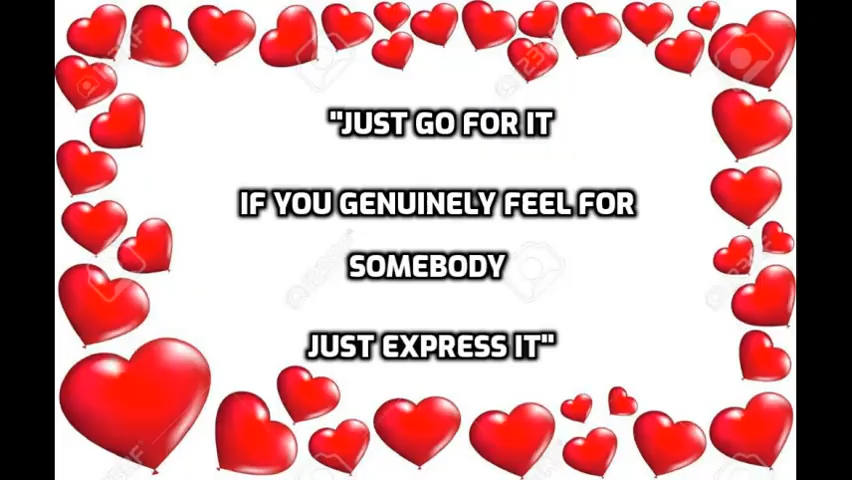 "JUST GO FOR IT
IF YOU GENUINELY FEEL FOR
SOMEBODY
JUST EXPRESS IT"